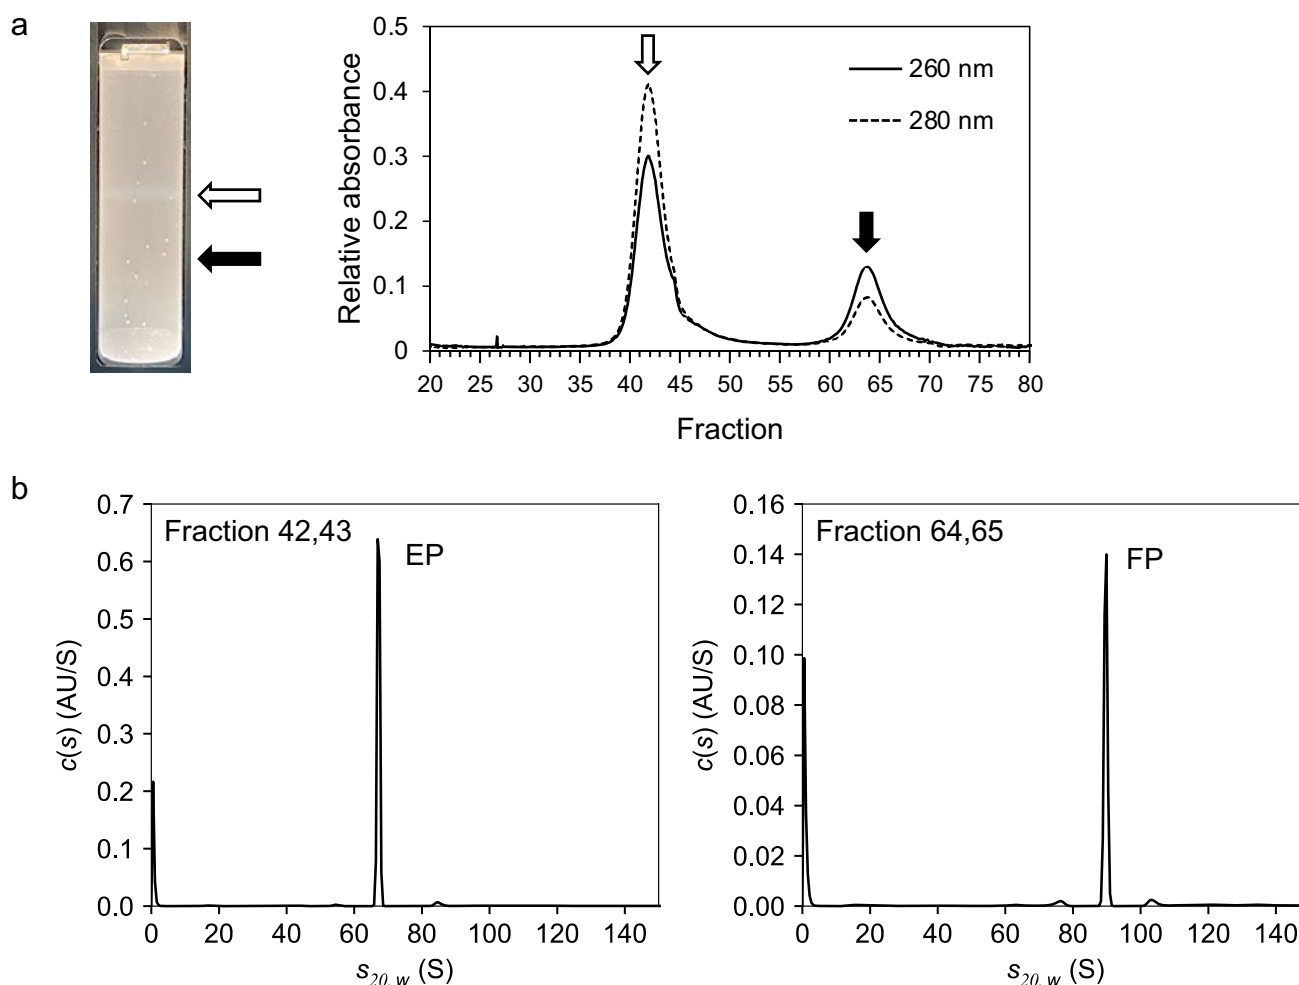 a
Relative absorbance
0.5
0.4
0.3
0.2
0.1
0
260 nm
280 nm
20 25 30 35 40 45 50 55 60 65 70 75 80
Fraction
b
c(s) (AU/S)
0.7
0.6
0.5
0.4
0.3
0.2
0.1
0.0
Fraction 42,43
EP
0 20 40 60 80 100 120 140
s20, w (S)
c(s) (AU/S)
0.16
0.14
0.12
0.10
0.08
0.06
0.04
0.02
0.00
Fraction 64,65
FP
0 20 40 60 80 100 120 140
s20, w (S)